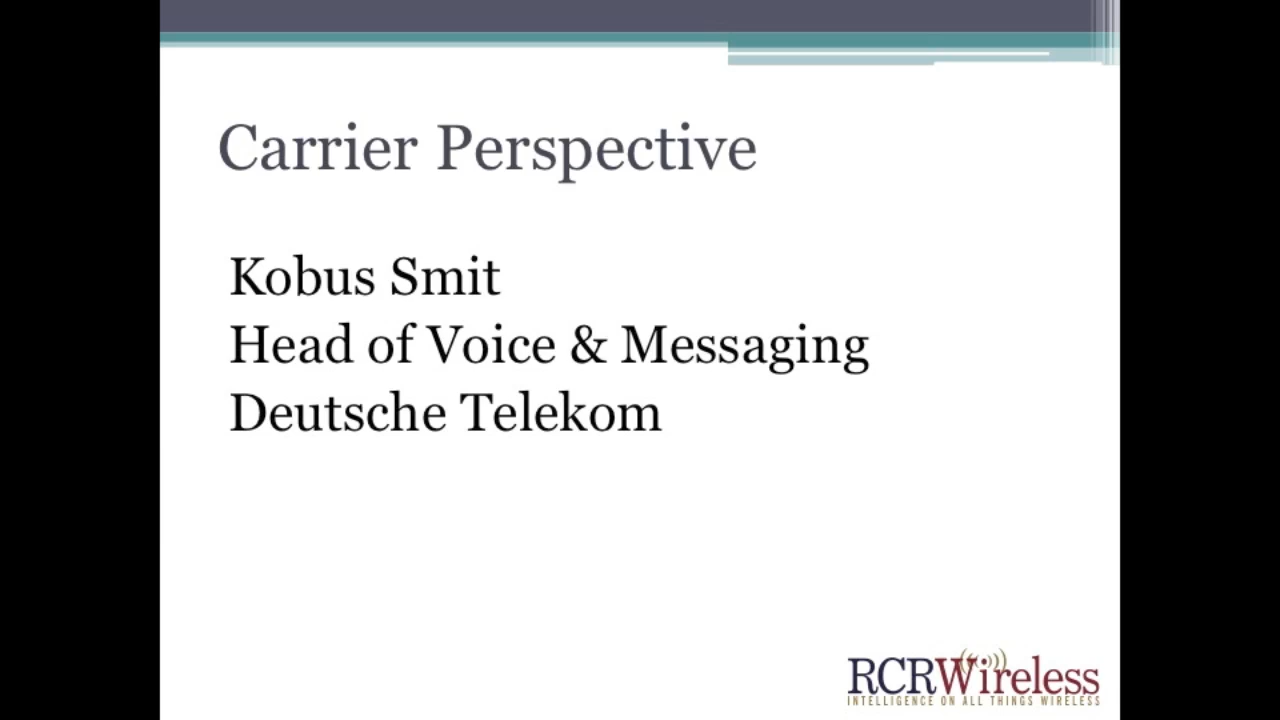 Carrier Perspective
Kobus Smit
Head of Voice & Messaging
Deutsche Telekom
RCRWireless
INTELLIGENCE ON ALL THINGS WIRELESS